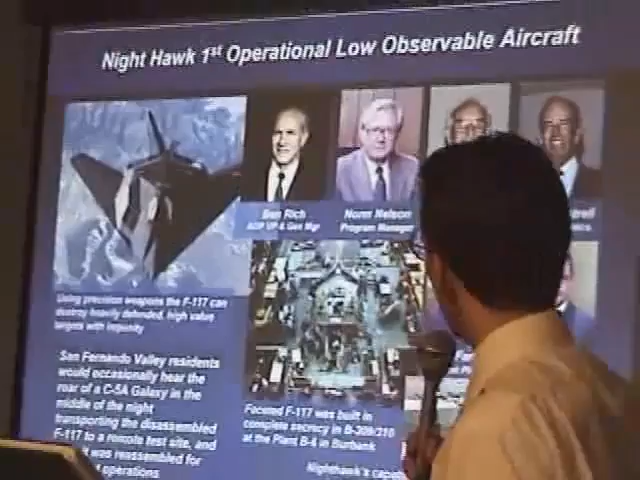 Night Hawk 1st Operational Low Observable Aircraft
Ben Rich
ADP VP & Gen Mgr
Norm Nelson
Program Manager
Using precision weapons the F-117 can
destroy heavily defended, high value
targets with impunity
San Fernando Valley residents
would occasionally hear the
roar of a C-5A Galaxy in the
middle of the night
transporting the disassembled
F-117 to a remote test site, and
it was reassembled for
operations
Faceted F-117 was built in
complete secrecy in B-309/310
at the Plant B-6 in Burbank
Nighthawk's